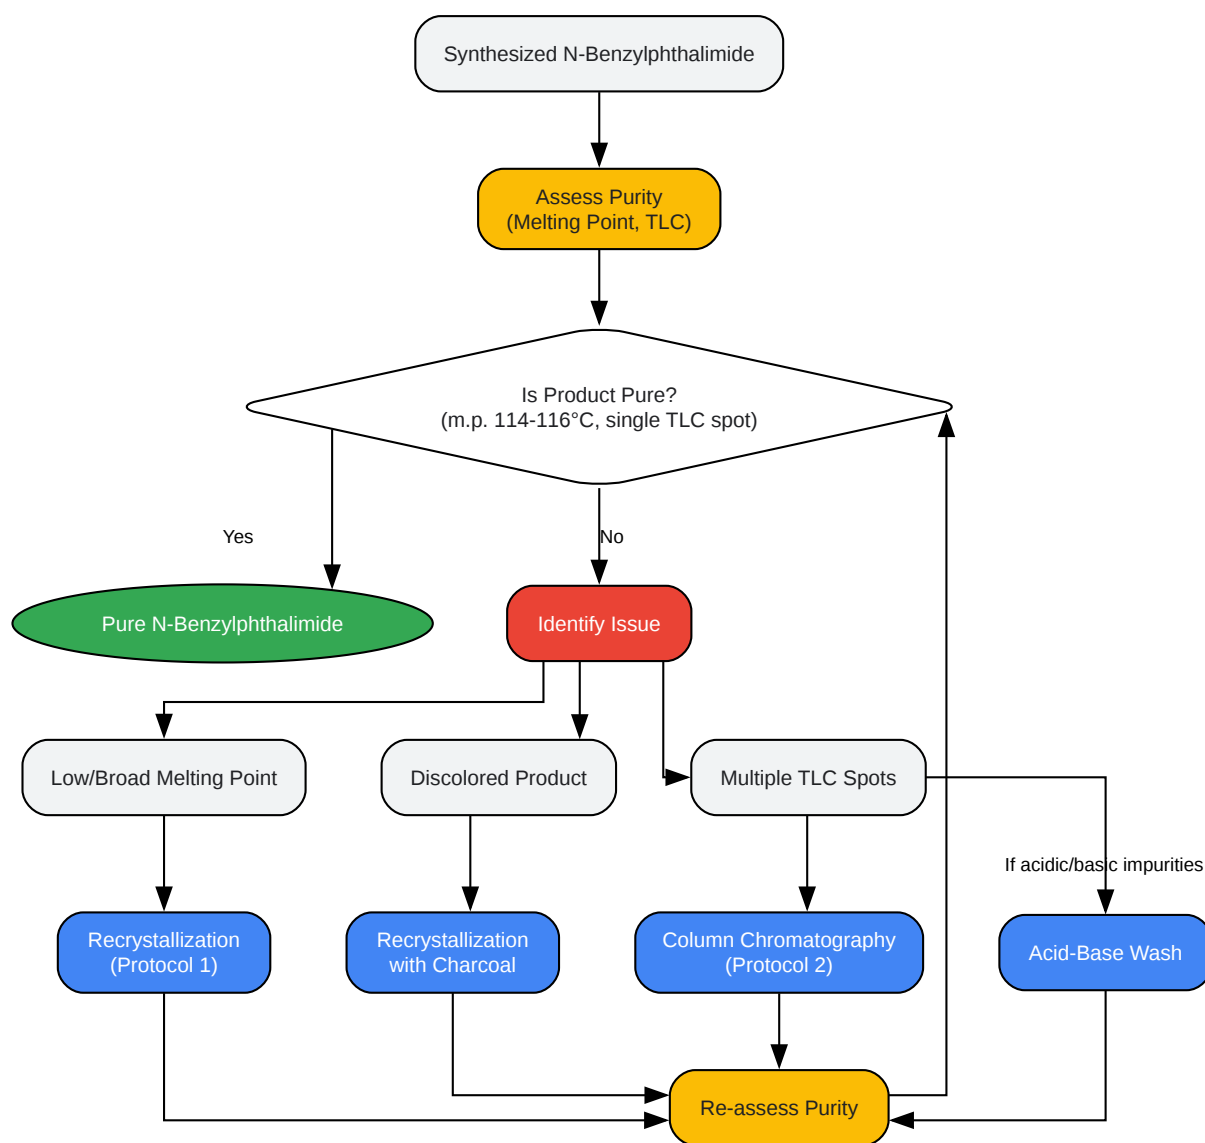 Synthesized N-Benzylphthalimide
Assess Purity
(Melting Point, TLC)
Is Product Pure?
(m.p. 114-116°C, single TLC spot)
Yes
No
Pure N-Benzylphthalimide
Identify Issue
Low/Broad Melting Point
Discolored Product
Multiple TLC Spots
If acidic/basic impurities
Recrystallization
(Protocol 1)
Recrystallization
with Charcoal
Column Chromatography
(Protocol 2)
Acid-Base Wash
Re-assess Purity